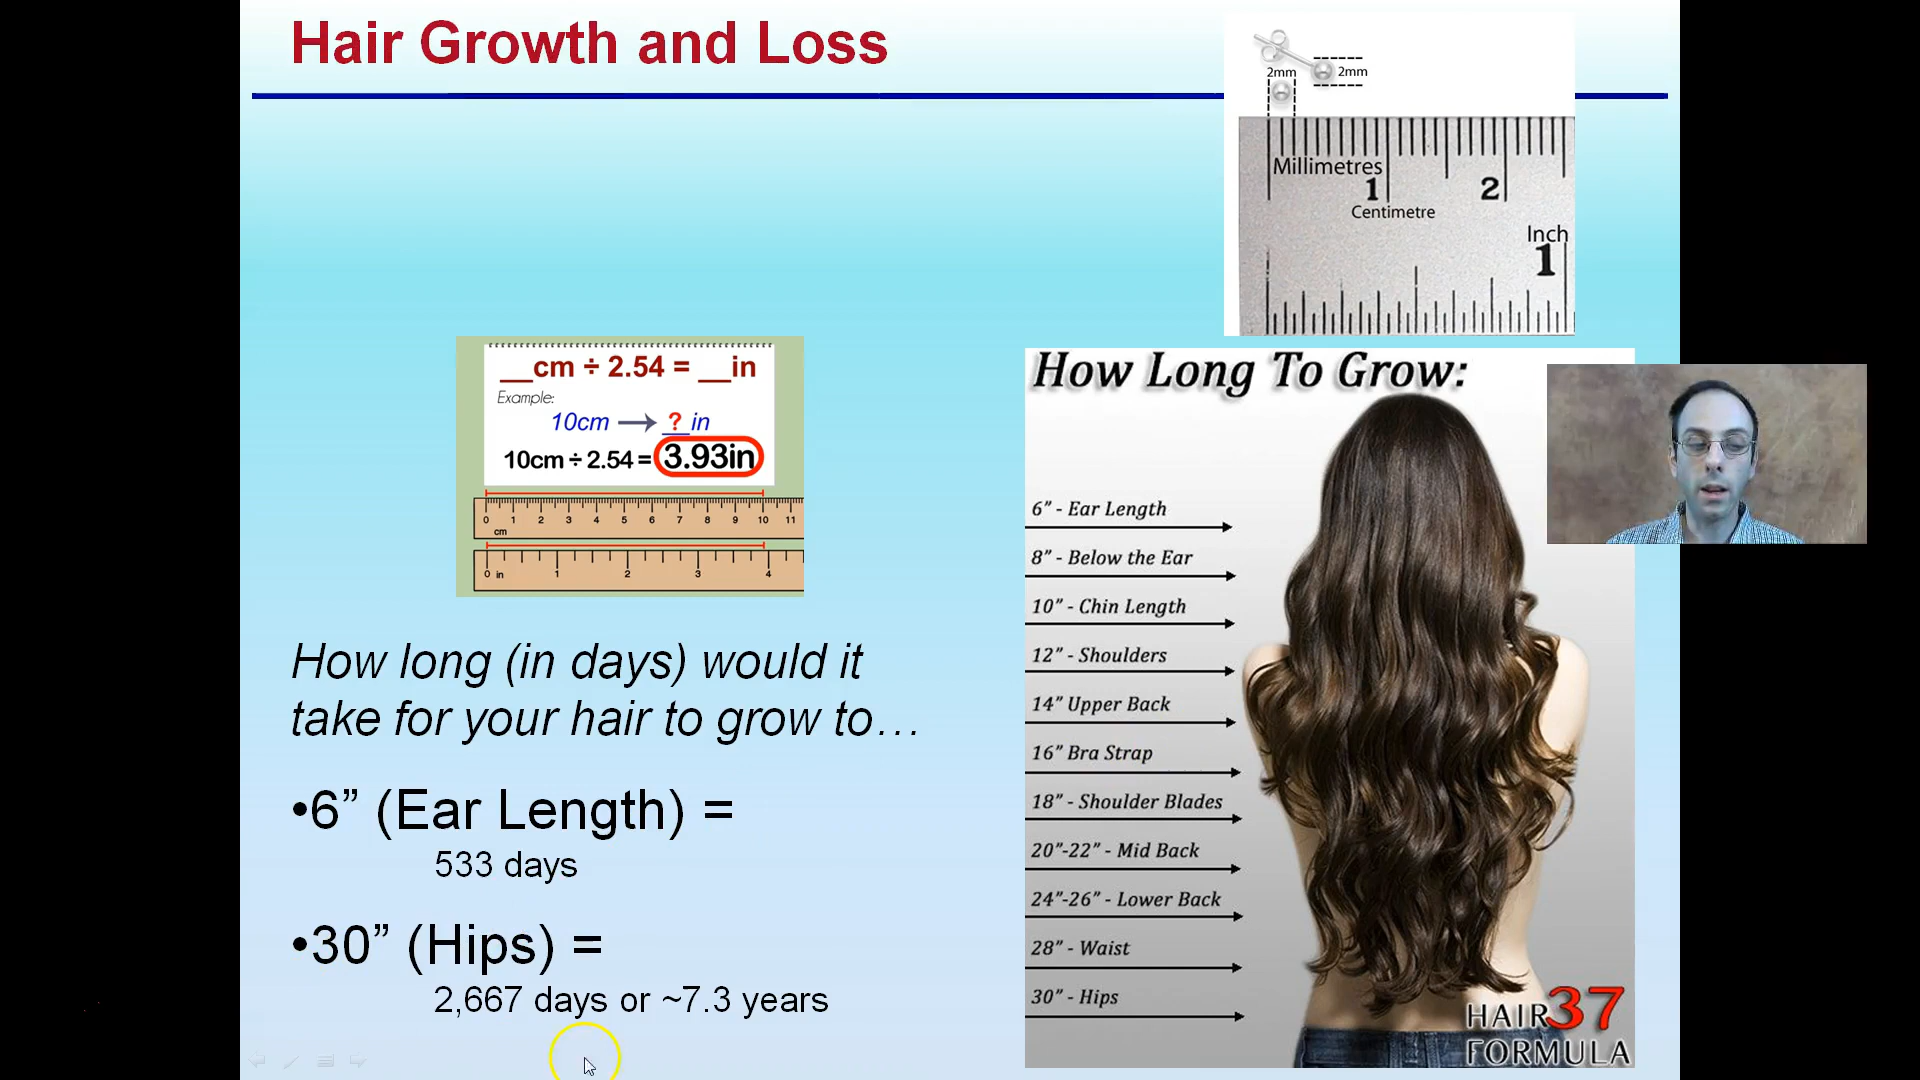 Hair Growth and Loss
2mm
2mm
Millimetres
1
2
Centimetre
Inch
1
__cm ÷ 2.54 = __in
Example:
10cm → ? in
10cm ÷ 2.54 = 3.93in
0 1 2 3 4 5 6 7 8 9 10 11
cm
0 in 1 2 3 4
How long (in days) would it
take for your hair to grow to…
•6” (Ear Length) =
533 days
•30” (Hips) =
2,667 days or ~7.3 years
How Long To Grow:
6” - Ear Length
8” - Below the Ear
10” - Chin Length
12” - Shoulders
14” Upper Back
16” Bra Strap
18” - Shoulder Blades
20”-22” - Mid Back
24”-26” - Lower Back
28” - Waist
30” - Hips
HAIR 37
FORMULA